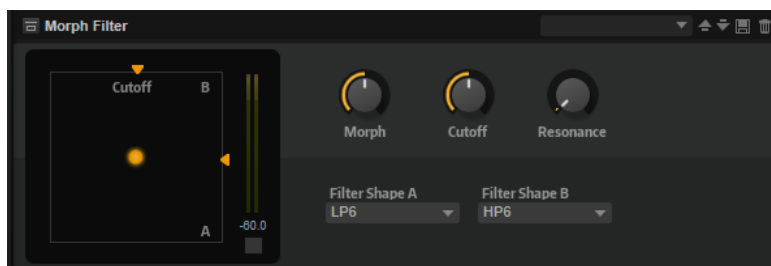 Morph Filter
Cutoff B
Morph Cutoff Resonance
Filter Shape A Filter Shape B
LP6 HP6
A
-60.0